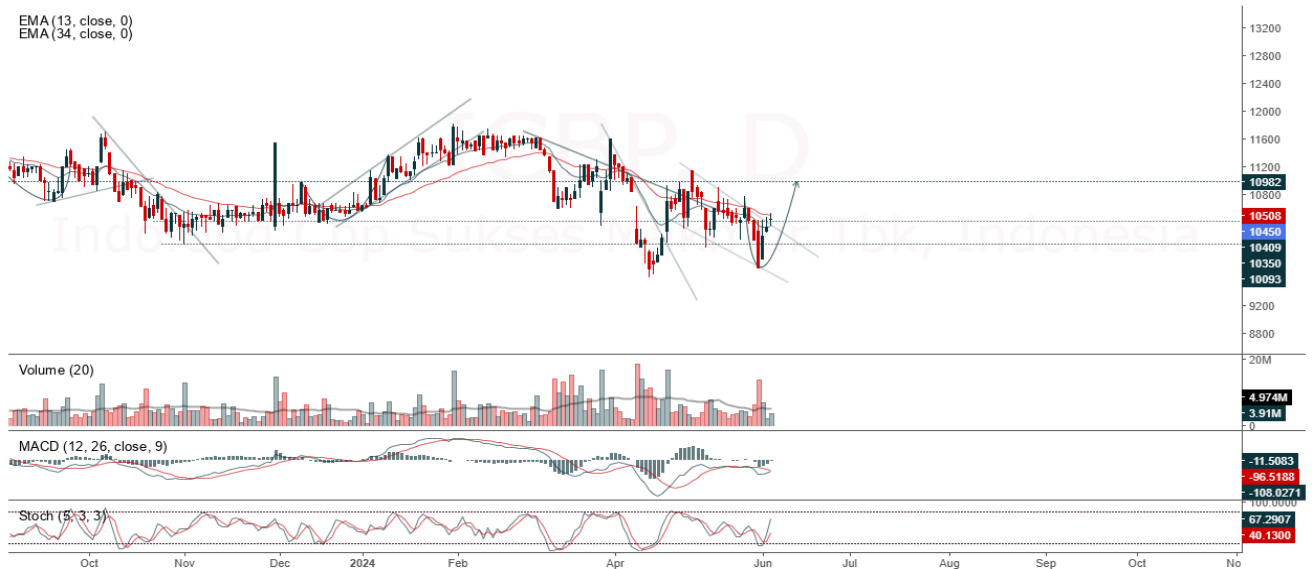 EMA (13, close, 0)
EMA (34, close, 0)
ICBP, D
Indofood CBP Sukses Makmur Tbk, Indonesia
13200
12800
12400
12000
11600
11200
10982
10800
10508
10450
10409
10350
10093
9200
8800
Volume (20)
20M
4.974M
3.91M
0
MACD (12, 26, close, 9)
-11.5083
-96.5188
-108.0271
Stoch (5, 3, 3)
100.0000
67.2907
40.1300
Oct Nov Dec 2024 Feb Apr Jun Jul Aug Sep Oct No